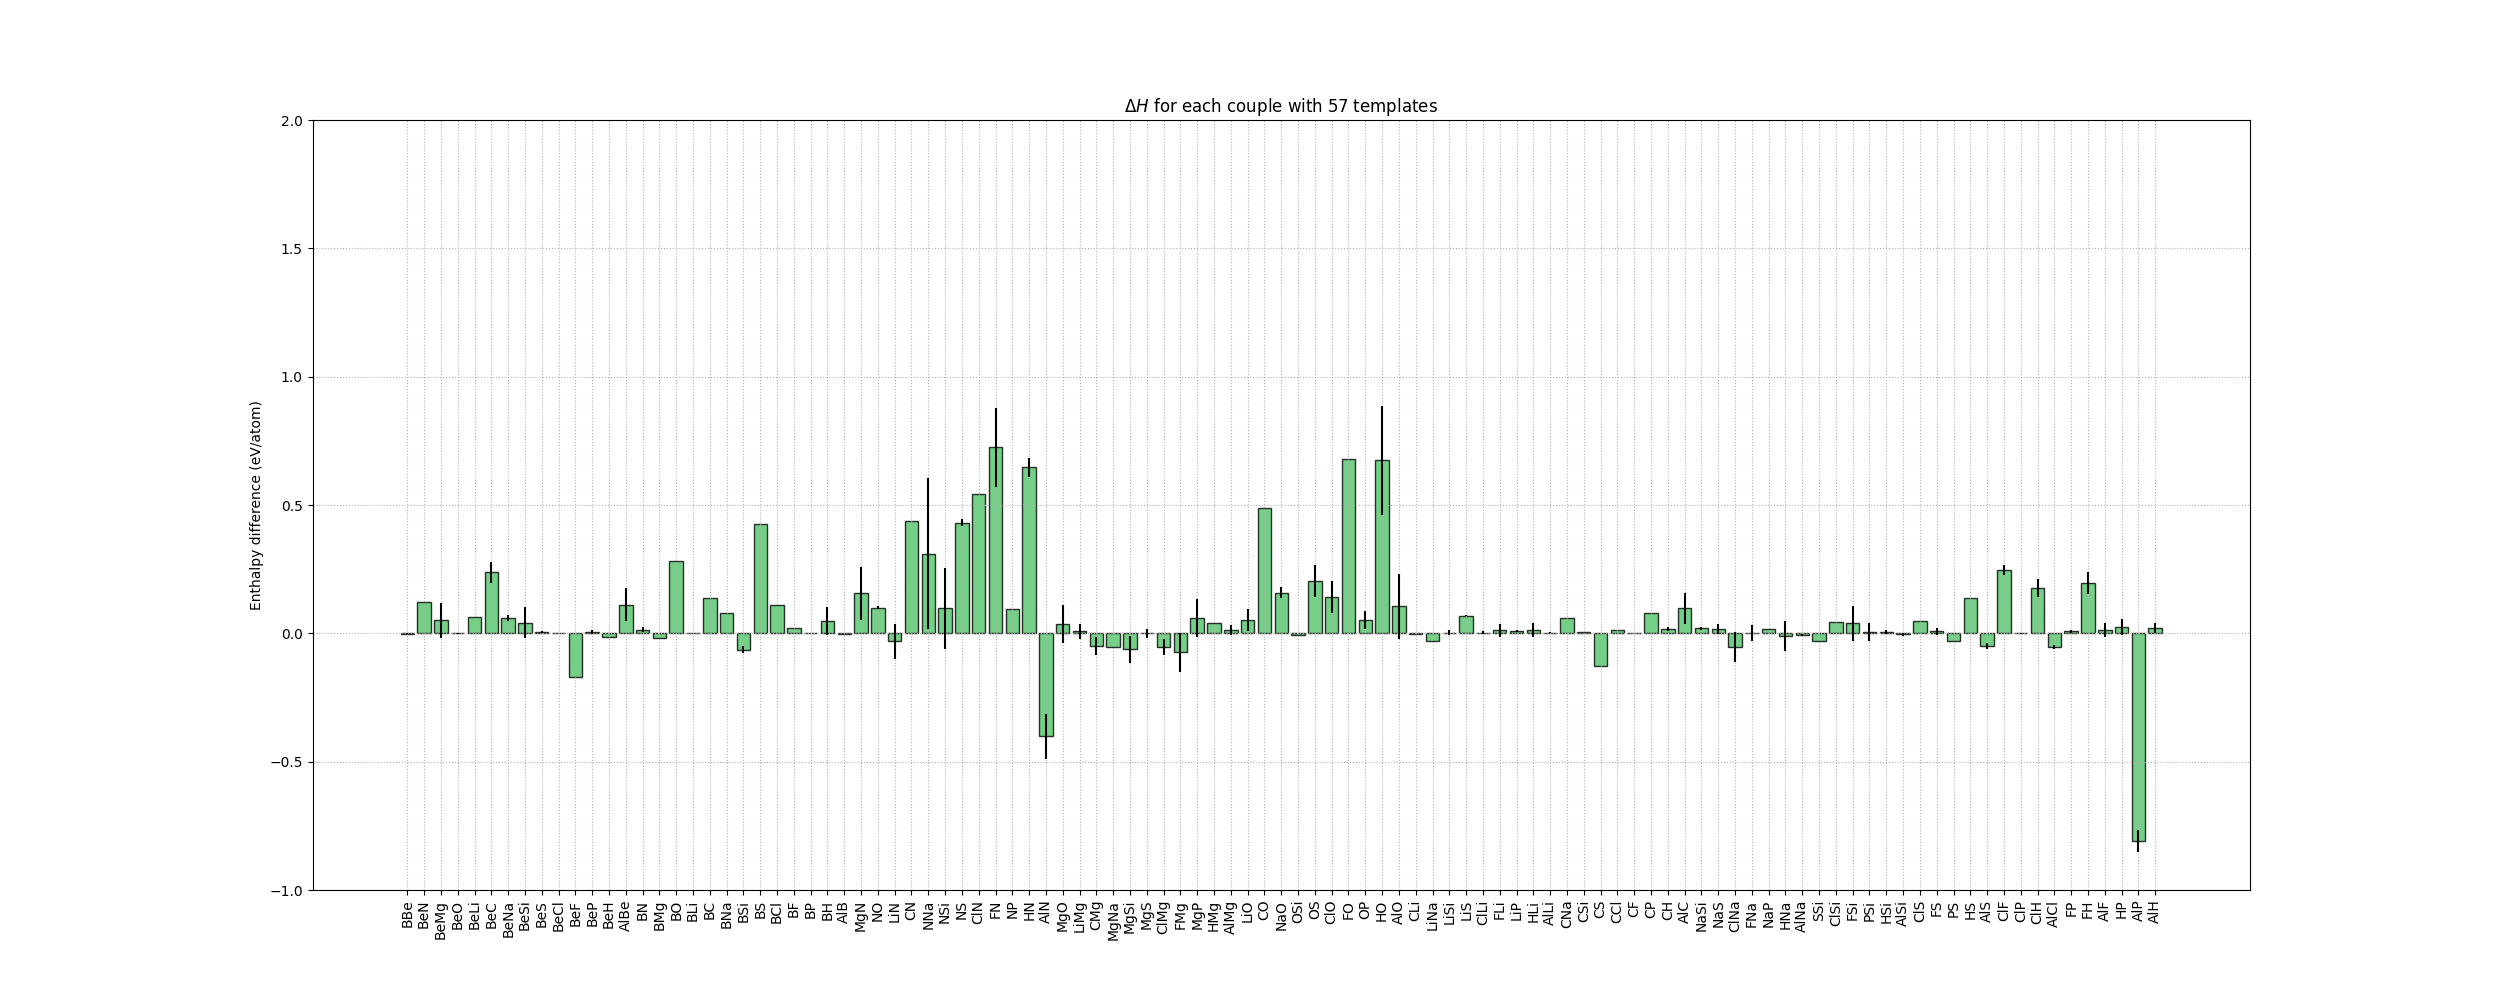 ΔH for each couple with 57 templates
Enthalpy difference (eV/atom)
2.0
1.5
1.0
0.5
0.0
−0.5
−1.0
BBe
BeN
BeMg
BeO
BeLi
BeC
BeNa
BeSi
BeS
BeCl
BeF
BeP
BeH
AlBe
BN
BMg
BO
BLi
BC
BNa
BSi
BS
BCl
BF
BP
BH
AlB
MgN
NO
LiN
CN
NNa
NSi
NS
ClN
FN
NP
HN
AlN
MgO
LiMg
CMg
MgNa
MgSi
MgS
ClMg
FMg
MgP
HMg
AlMg
LiO
CO
NaO
OSi
OS
ClO
FO
OP
HO
AlO
CLi
LiNa
LiSi
LiS
ClLi
FLi
LiP
HLi
AlLi
CNa
CSi
CS
CCl
CF
CP
CH
AlC
NaSi
NaS
ClNa
FNa
NaP
HNa
AlNa
SSi
ClSi
FSi
PSi
HSi
AlSi
ClS
FS
PS
HS
AlS
ClF
ClP
ClH
AlCl
FP
FH
AlF
HP
AlP
AlH